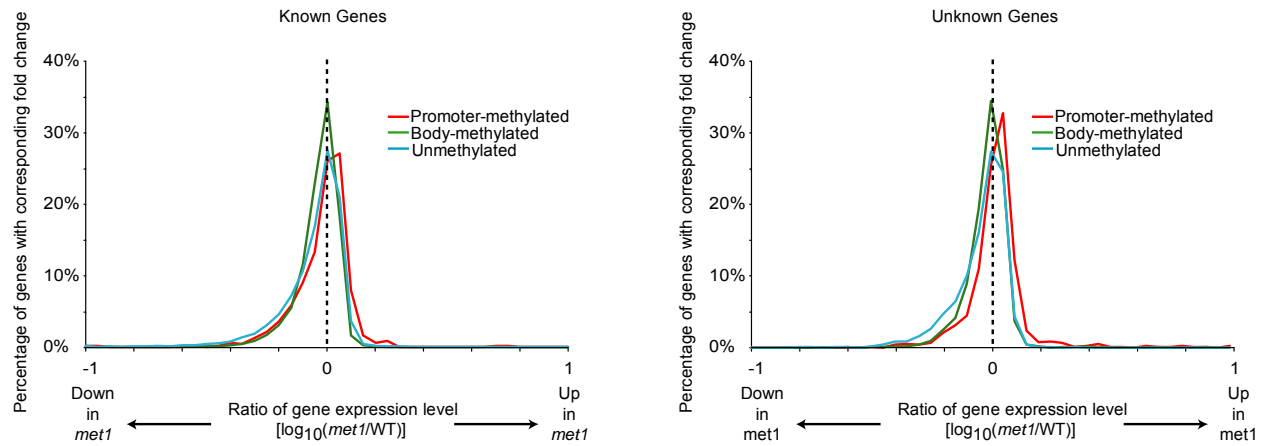 Known Genes
Percentage of genes with corresponding fold change
40%
30%
20%
10%
0%
Promoter-methylated
Body-methylated
Unmethylated
-1
0
1
Down
in
met1
Ratio of gene expression level
[log10(met1/WT)]
Up
in
met1
Unknown Genes
Percentage of genes with corresponding fold change
40%
30%
20%
10%
0%
Promoter-methylated
Body-methylated
Unmethylated
-1
0
1
Down
in
met1
Ratio of gene expression level
[log10(met1/WT)]
Up
in
met1